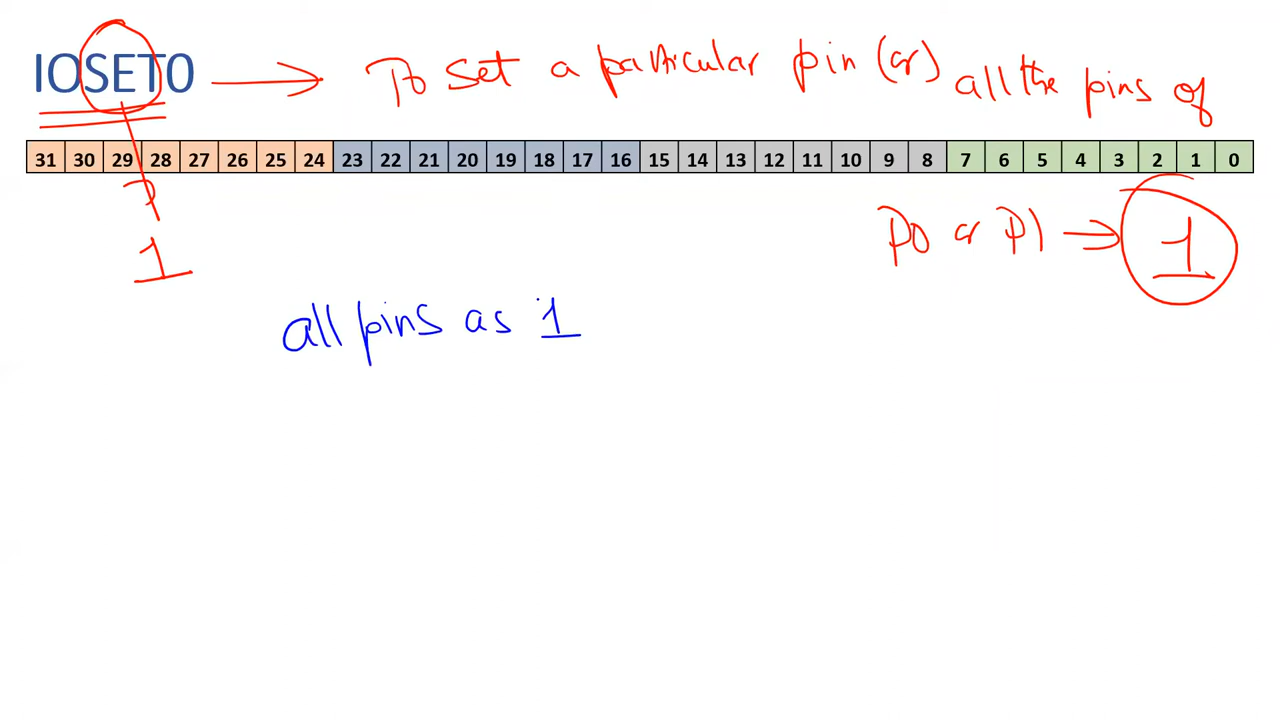 IOSET0 → To set a particular pin (or) all the pins of
31 30 29 28 27 26 25 24 23 22 21 20 19 18 17 16 15 14 13 12 11 10 9 8 7 6 5 4 3 2 1 0
P0 or P1 → 1
1
all pins as 1